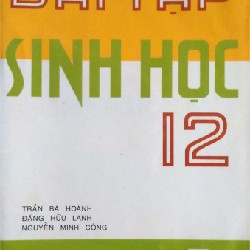 BÀI TẬP
SINH HỌC
12
TRẦN BÁ HOÀNH
ĐẶNG HỮU LANH
NGUYỄN MINH CÔNG